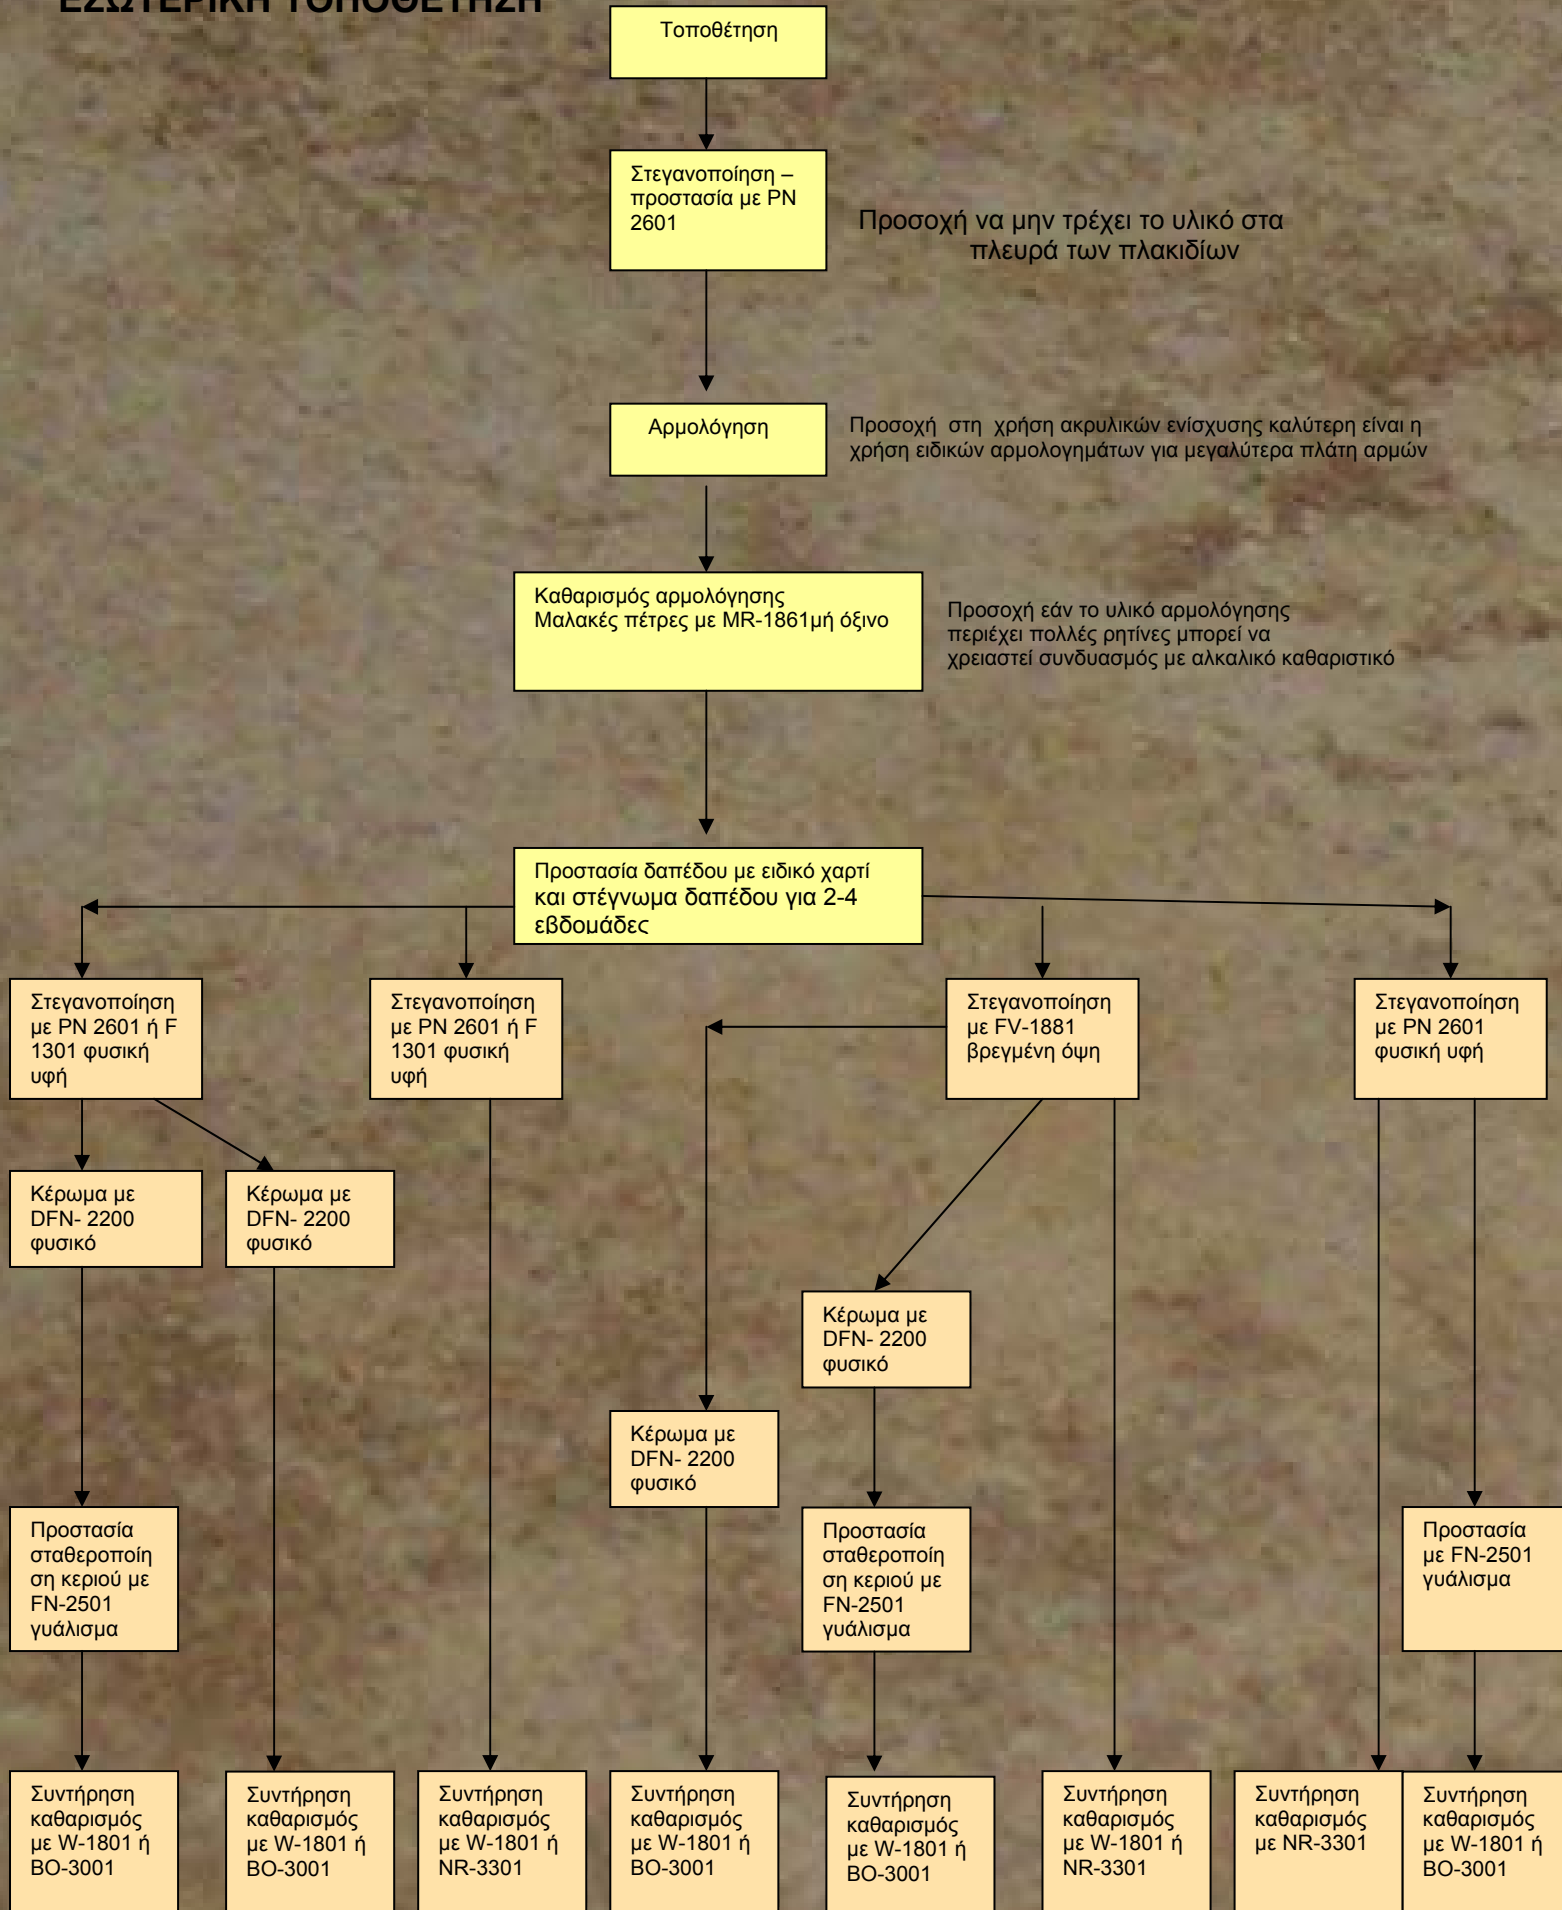 ΕΣΩΤΕΡΙΚΗ ΤΟΠΟΘΕΤΗΣΗ
Τοποθέτηση
Στεγανοποίηση –
προστασία με PN
2601
Προσοχή να μην τρέχει το υλικό στα
πλευρά των πλακιδίων
Αρμολόγηση
Προσοχή στη χρήση ακρυλικών ενίσχυσης καλύτερη είναι η
χρήση ειδικών αρμολογημάτων για μεγαλύτερα πλάτη αρμών
Καθαρισμός αρμολόγησης
Μαλακές πέτρες με MR-1861μή όξινο
Προσοχή εάν το υλικό αρμολόγησης
περιέχει πολλές ρητίνες μπορεί να
χρειαστεί συνδυασμός με αλκαλικό καθαριστικό
Προστασία δαπέδου με ειδικό χαρτί
και στέγνωμα δαπέδου για 2-4
εβδομάδες
Στεγανοποίηση
με PN 2601 ή F
1301 φυσική
υφή
Στεγανοποίηση
με PN 2601 ή F
1301 φυσική
υφή
Στεγανοποίηση
με FV-1881
βρεγμένη όψη
Στεγανοποίηση
με PN 2601
φυσική υφή
Κέρωμα με
DFN- 2200
φυσικό
Κέρωμα με
DFN- 2200
φυσικό
Κέρωμα με
DFN- 2200
φυσικό
Κέρωμα με
DFN- 2200
φυσικό
Προστασία
σταθεροποίη
ση κεριού με
FN-2501
γυάλισμα
Προστασία
σταθεροποίη
ση κεριού με
FN-2501
γυάλισμα
Προστασία
με FN-2501
γυάλισμα
Συντήρηση
καθαρισμός
με W-1801 ή
BO-3001
Συντήρηση
καθαρισμός
με W-1801 ή
BO-3001
Συντήρηση
καθαρισμός
με W-1801 ή
NR-3301
Συντήρηση
καθαρισμός
με W-1801 ή
BO-3001
Συντήρηση
καθαρισμός
με W-1801 ή
BO-3001
Συντήρηση
καθαρισμός
με W-1801 ή
NR-3301
Συντήρηση
καθαρισμός
με NR-3301
Συντήρηση
καθαρισμός
με W-1801 ή
BO-3001